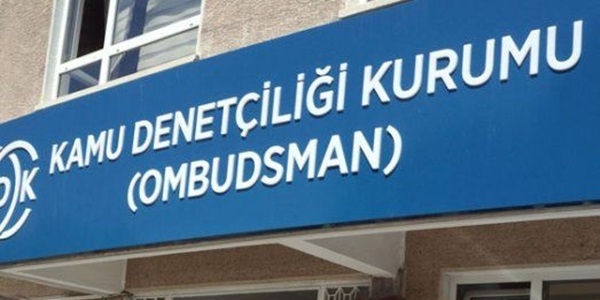 KAMU DENETÇİLİĞİ KURUMU
(OMBUDSMAN)